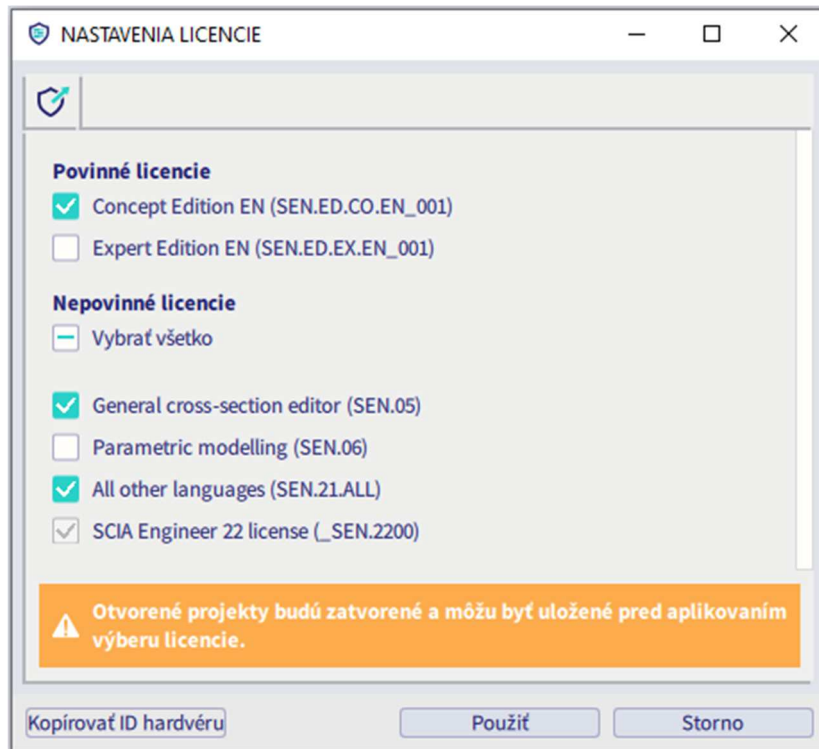 NASTAVENIA LICENCIE
Povinné licencie
Concept Edition EN (SEN.ED.CO.EN_001)
Expert Edition EN (SEN.ED.EX.EN_001)
Nepovinné licencie
Vybrať všetko
General cross-section editor (SEN.05)
Parametric modelling (SEN.06)
All other languages (SEN.21.ALL)
SCIA Engineer 22 license (_SEN.2200)
Otvorené projekty budú zatvorené a môžu byť uložené pred aplikovaním
výberu licencie.
Kopírovať ID hardvéru
Použiť
Storno